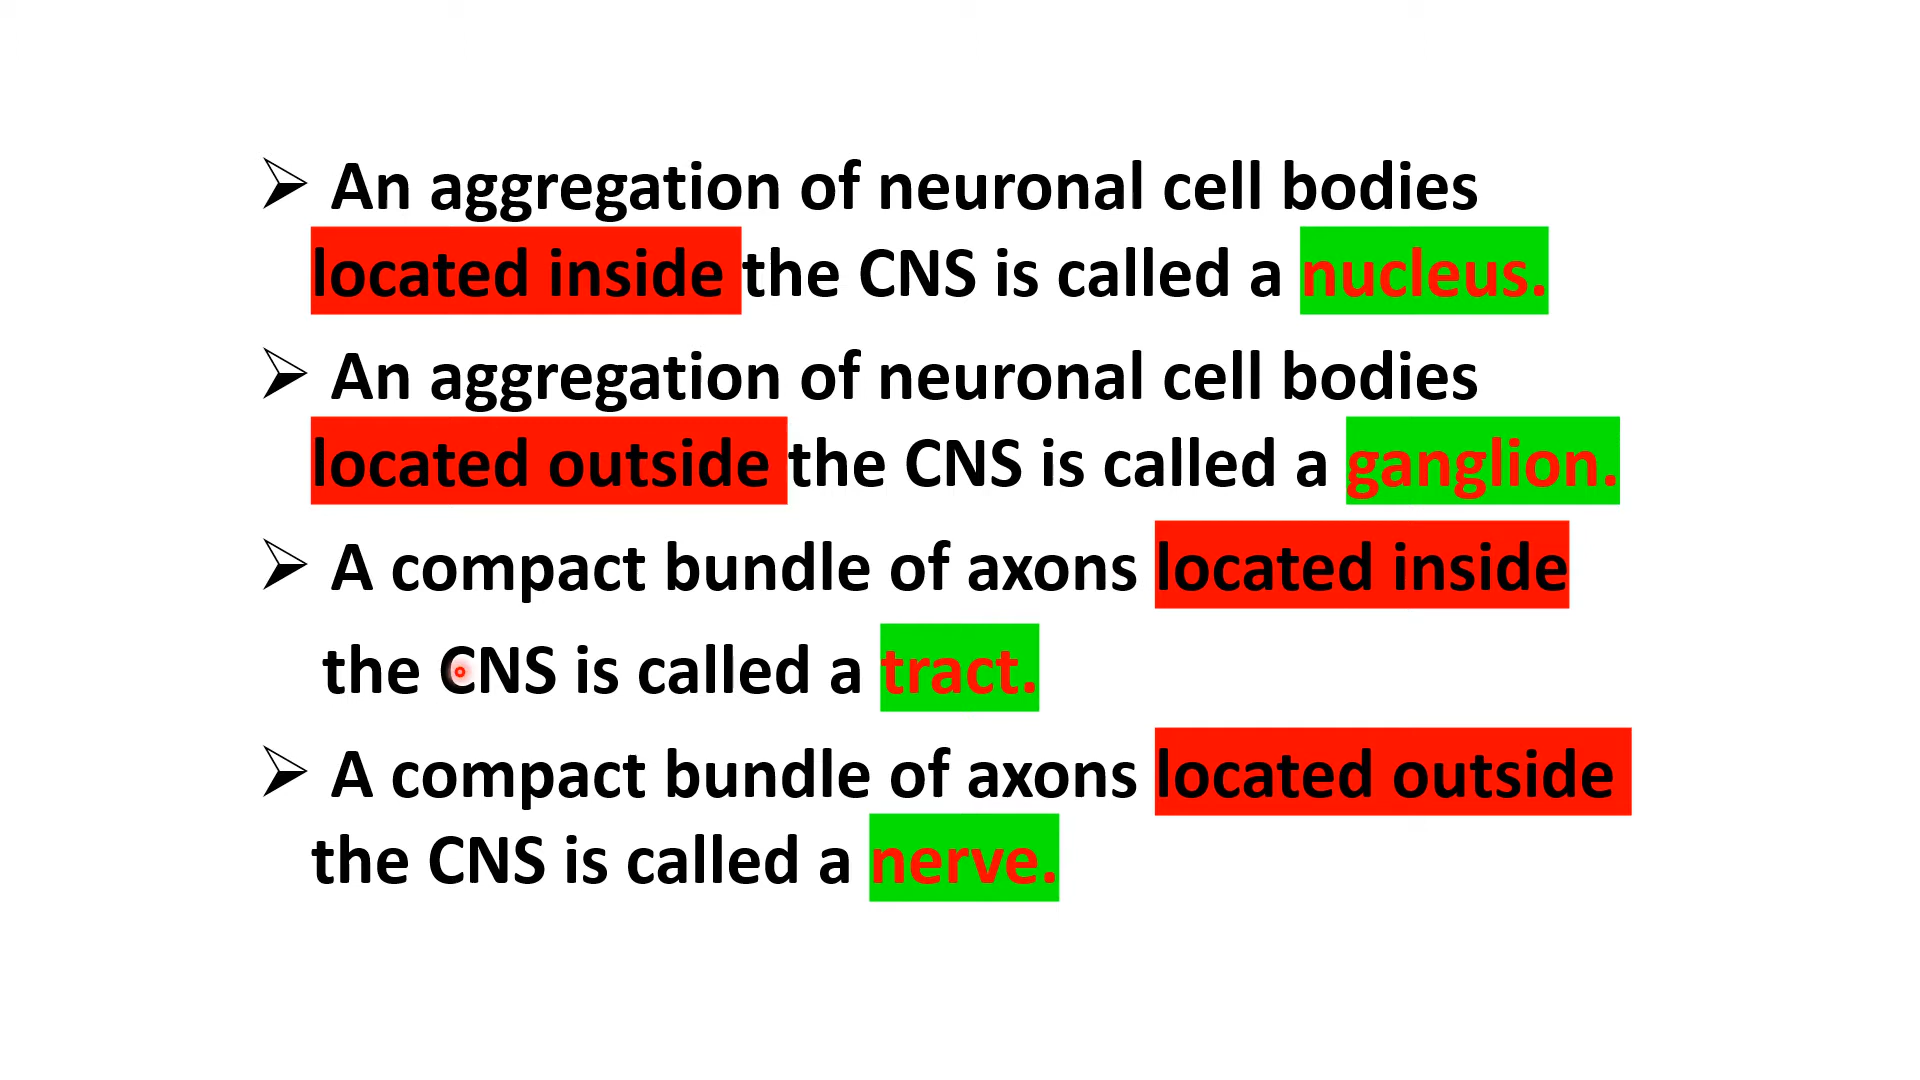 ➢ An aggregation of neuronal cell bodies
located inside the CNS is called a nucleus.
➢ An aggregation of neuronal cell bodies
located outside the CNS is called a ganglion.
➢ A compact bundle of axons located inside
the CNS is called a tract.
➢ A compact bundle of axons located outside
the CNS is called a nerve.